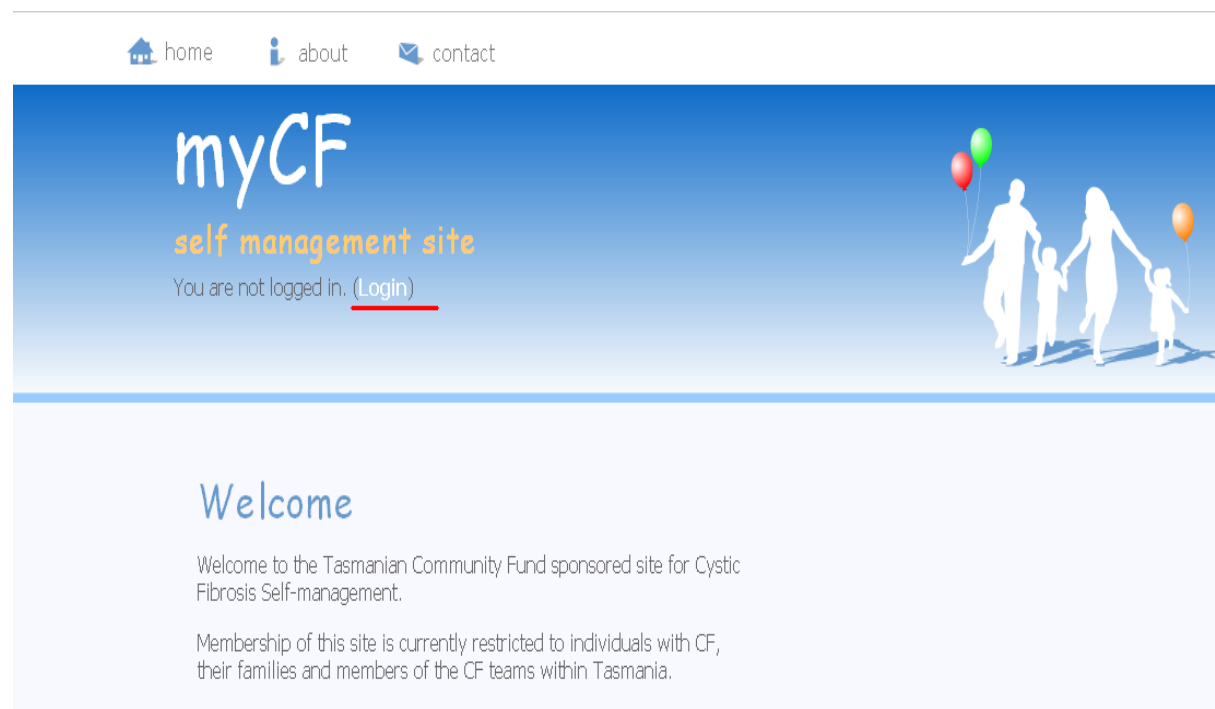 home about contact
myCF
self management site
You are not logged in. (Login)
Welcome
Welcome to the Tasmanian Community Fund sponsored site for Cystic
Fibrosis Self-management.
Membership of this site is currently restricted to individuals with CF,
their families and members of the CF teams within Tasmania.